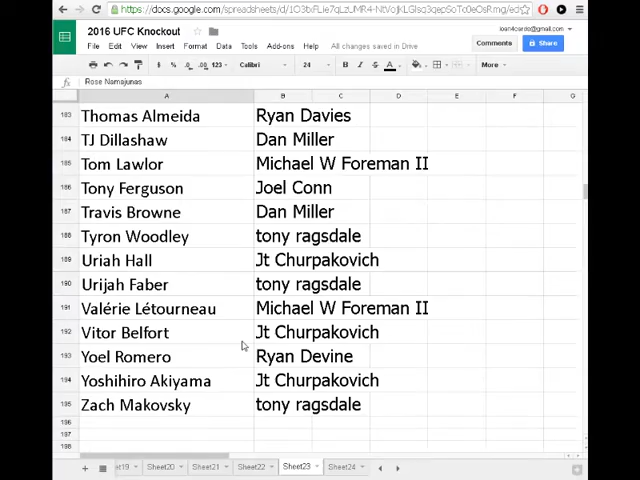 2016 UFC Knockout
File Edit View Insert Format Data Tools Add-ons Help All changes saved in Drive
Comments Share
$ % 123 Calibri 24 B I S A More
fx Rose Namajunas
A B C D E F G
183 Thomas Almeida Ryan Davies
184 TJ Dillashaw Dan Miller
185 Tom Lawlor Michael W Foreman II
186 Tony Ferguson Joel Conn
187 Travis Browne Dan Miller
188 Tyron Woodley tony ragsdale
189 Uriah Hall Jt Churpakovich
190 Urijah Faber tony ragsdale
191 Valérie Létourneau Michael W Foreman II
192 Vitor Belfort Jt Churpakovich
193 Yoel Romero Ryan Devine
194 Yoshihiro Akiyama Jt Churpakovich
195 Zach Makovsky tony ragsdale
196
197
198
Sheet20 Sheet21 Sheet22 Sheet23 Sheet24